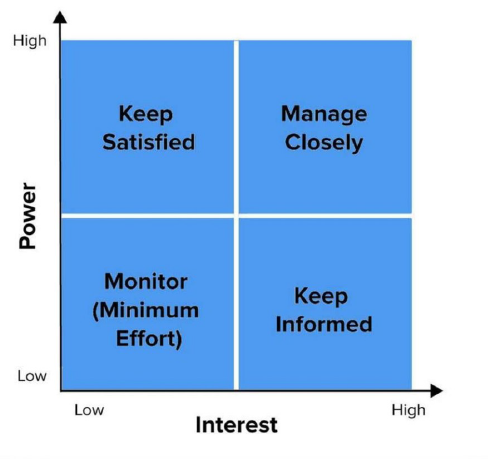 High
Keep
Satisfied
Manage
Closely
Power
Monitor
(Minimum
Effort)
Keep
Informed
Low
Low
High
Interest